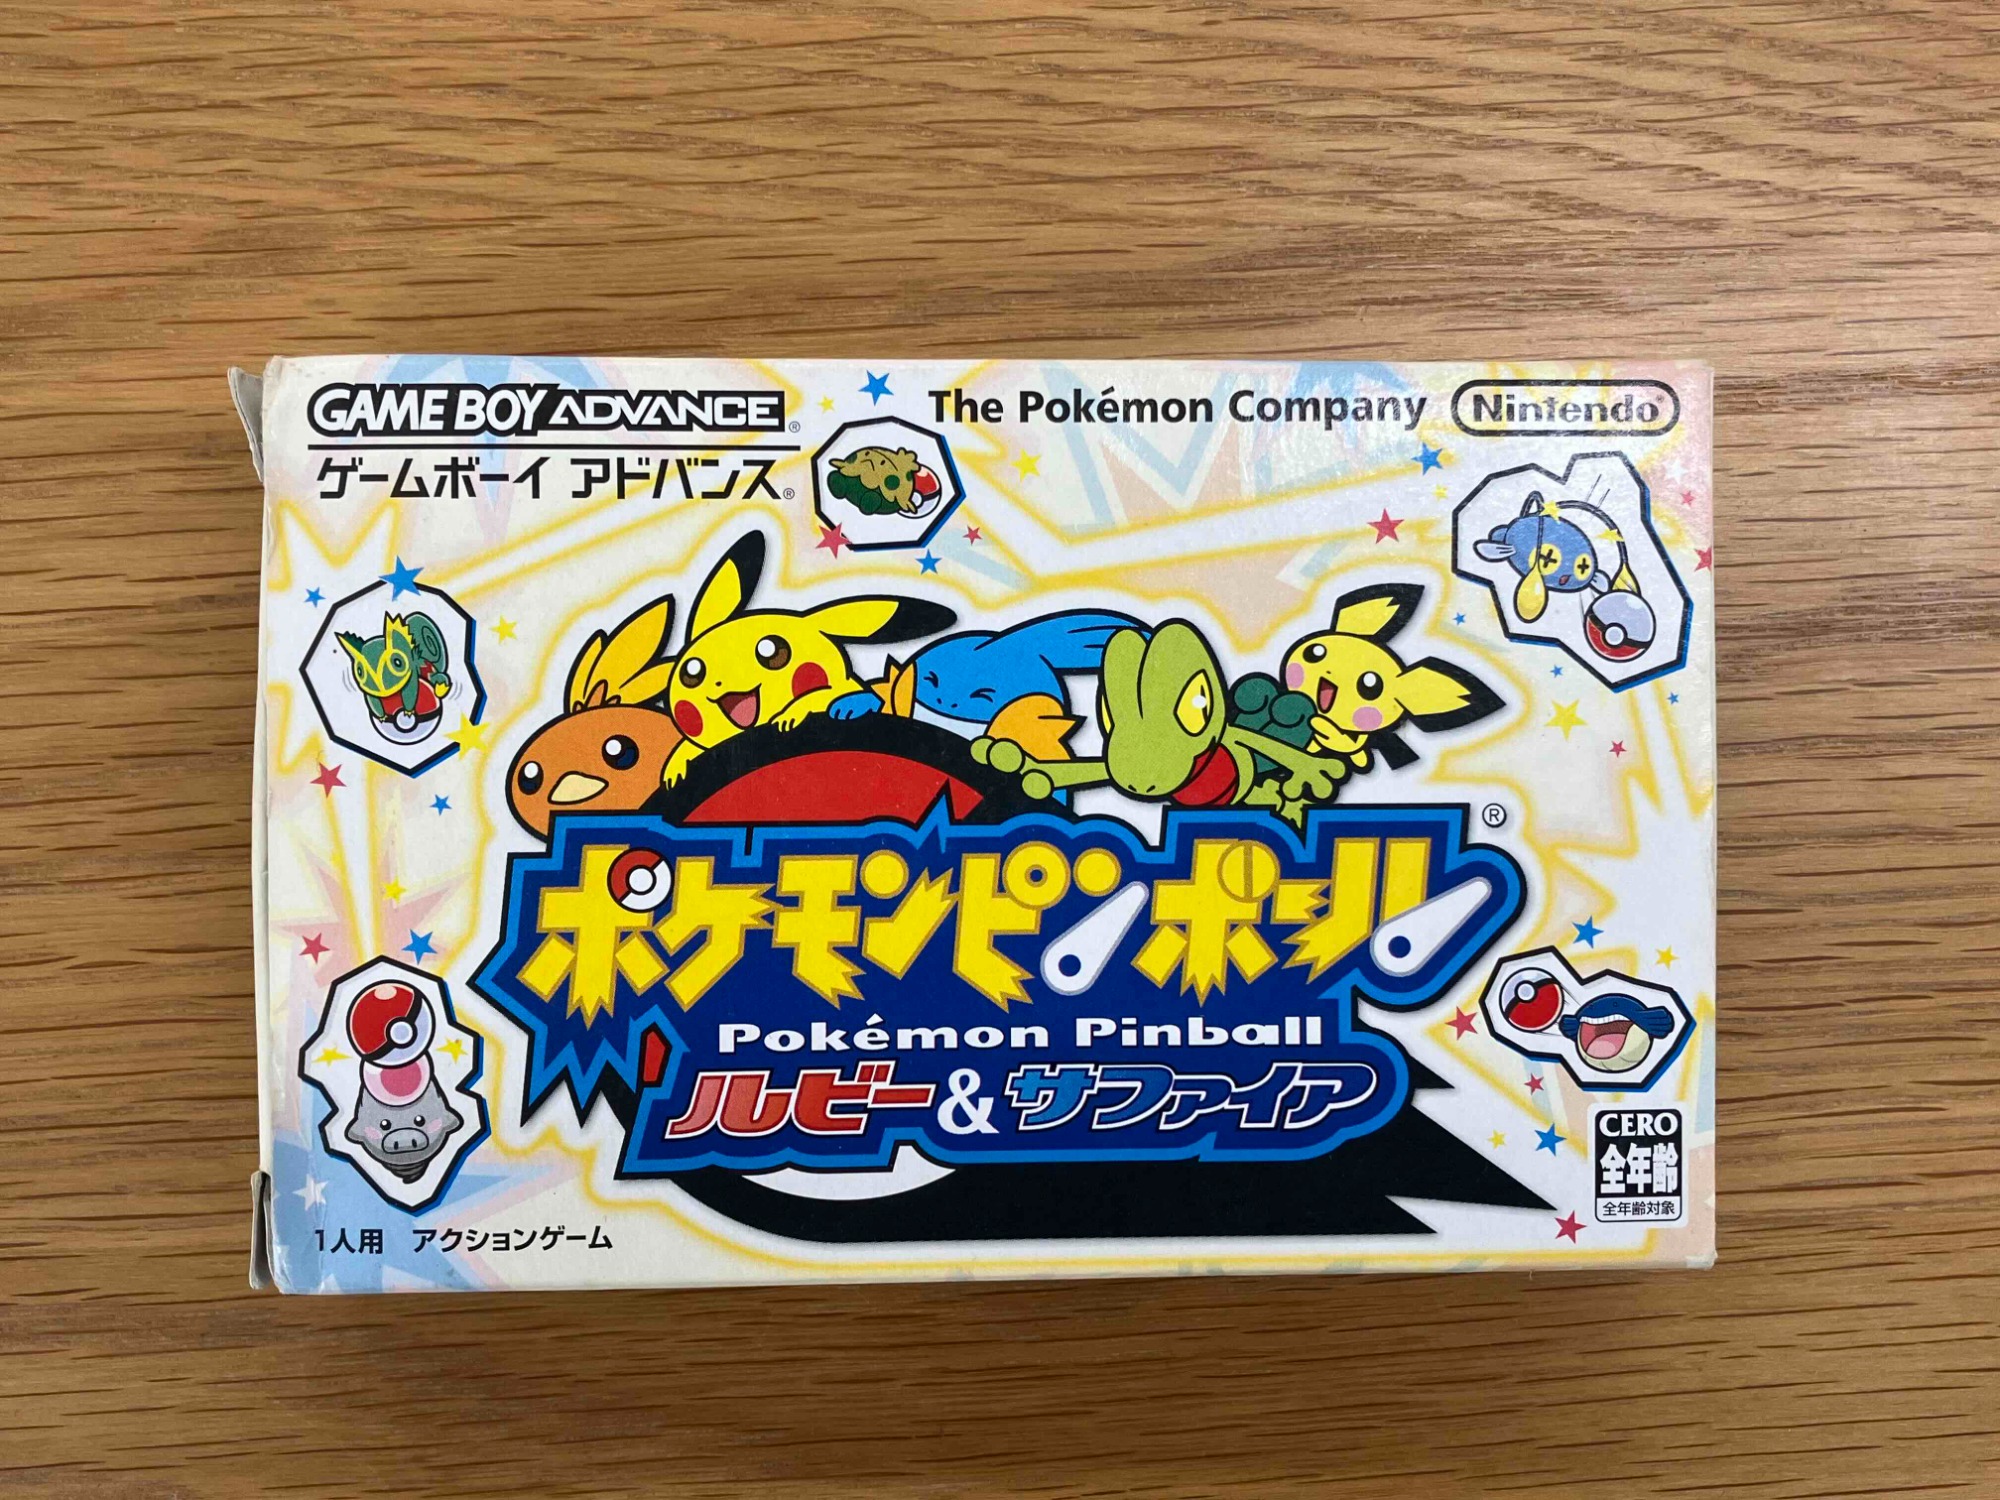 GAME BOY ADVANCE®
ゲームボーイ アドバンス®
The Pokémon Company
Nintendo®
ポケモンピンボール®
Pokémon Pinball
ルビー&サファイア
CERO
全年齢
全年齢対象
1人用 アクションゲーム